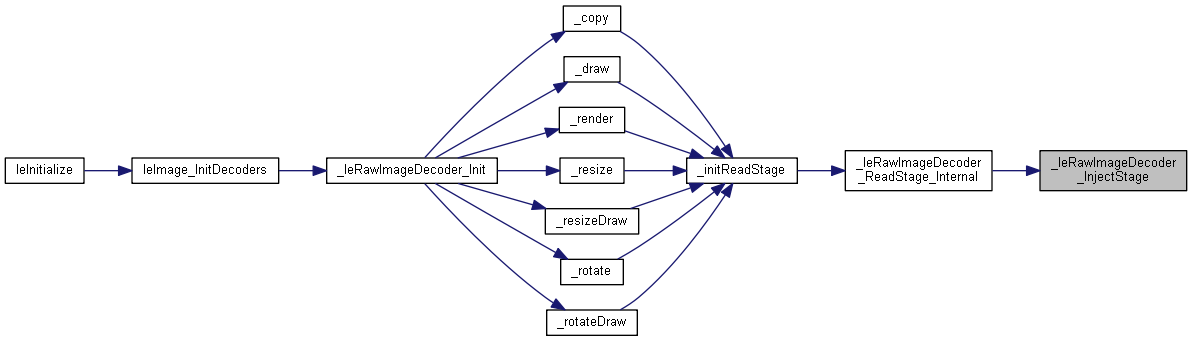 _copy
_draw
_render
_resize
_resizeDraw
_rotate
_rotateDraw
leInitialize
leImage_InitDecoders
_leRawImageDecoder_Init
_initReadStage
_leRawImageDecoder
_ReadStage_Internal
_leRawImageDecoder
_InjectStage